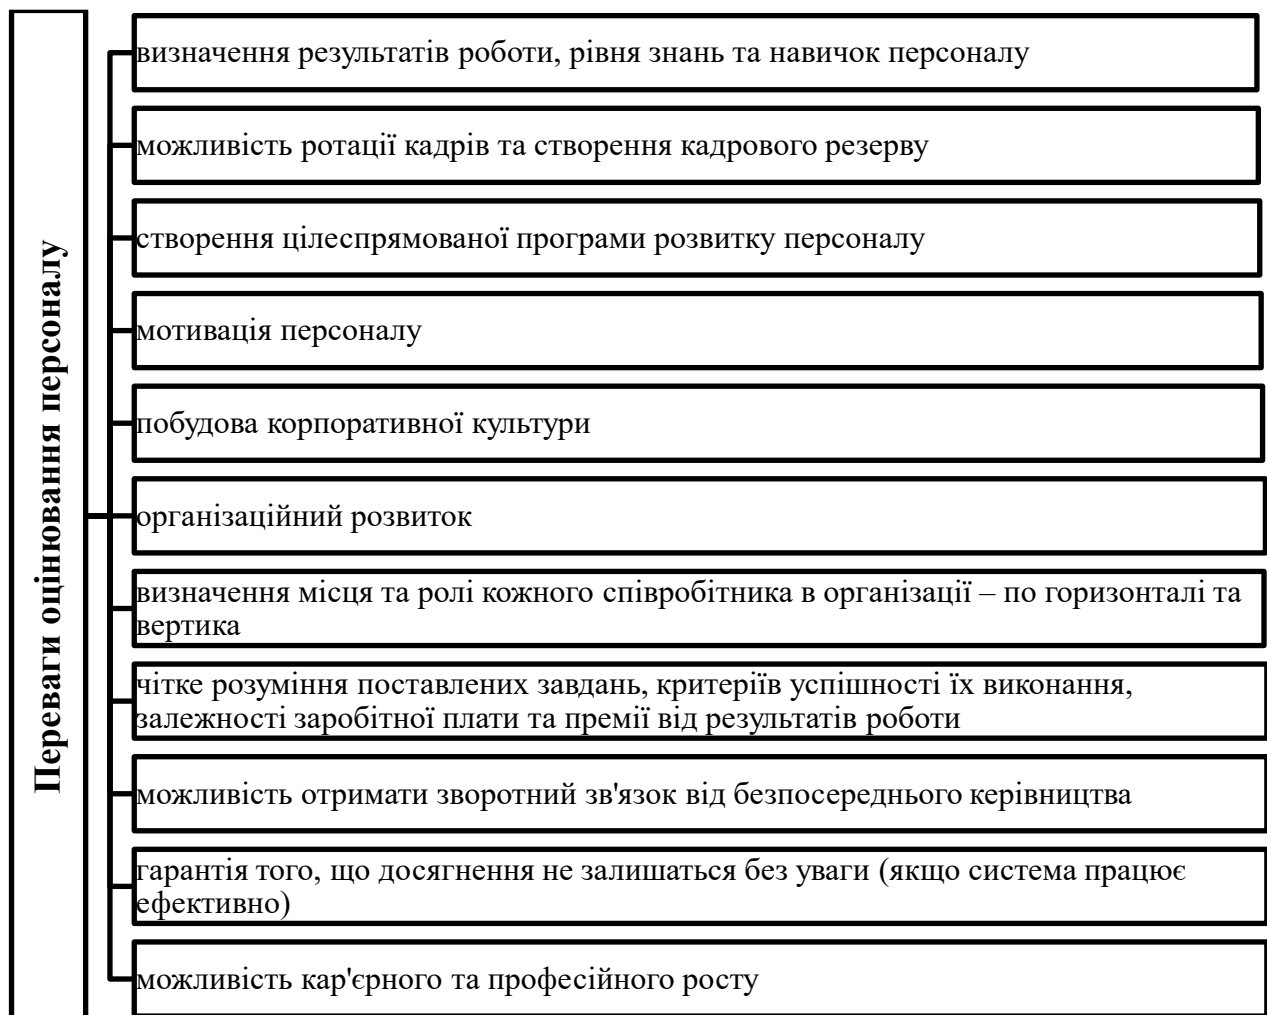 Переваги оцінювання персоналу
визначення результатів роботи, рівня знань та навичок персоналу
можливість ротації кадрів та створення кадрового резерву
створення цілеспрямованої програми розвитку персоналу
мотивація персоналу
побудова корпоративної культури
організаційний розвиток
визначення місця та ролі кожного співробітника в організації – по горизонталі та
вертика
чітке розуміння поставлених завдань, критеріїв успішності їх виконання,
залежності заробітної плати та премії від результатів роботи
можливість отримати зворотний зв'язок від безпосереднього керівництва
гарантія того, що досягнення не залишаться без уваги (якщо система працює
ефективно)
можливість кар'єрного та професійного росту